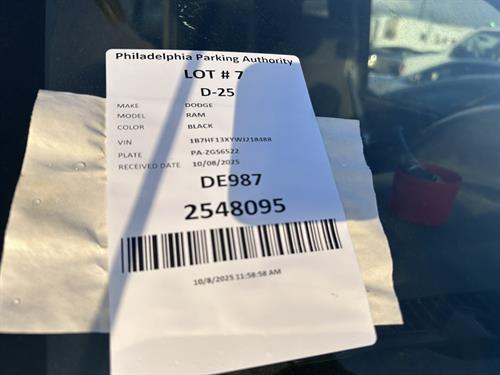 Philadelphia Parking Authority
LOT # 7
D-25
MAKE DODGE
MODEL RAM
COLOR BLACK
VIN 1B7HF13XYWJ218488
PLATE PA-ZGS6522
RECEIVED DATE 10/08/2025
DE987
2548095
10/8/2025 11:58:58 AM